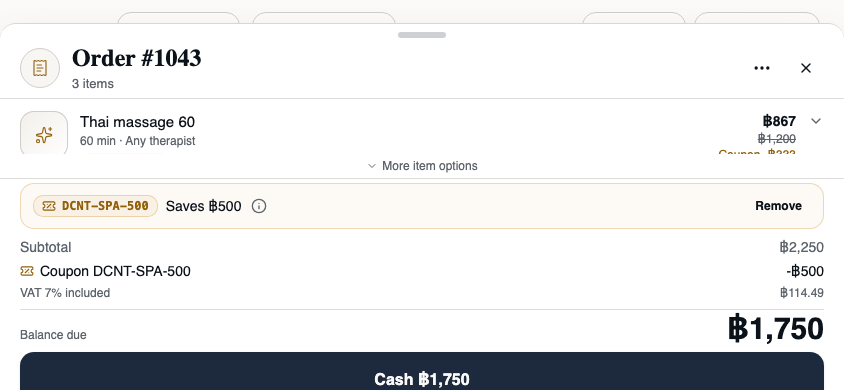 Order #1043
3 items
Thai massage 60
฿867
60 min · Any therapist
฿1,200
Coupon -฿333
More item options
DCNT-SPA-500 Saves ฿500
Remove
Subtotal
฿2,250
Coupon DCNT-SPA-500
-฿500
VAT 7% included
฿114.49
Balance due
฿1,750
Cash ฿1,750